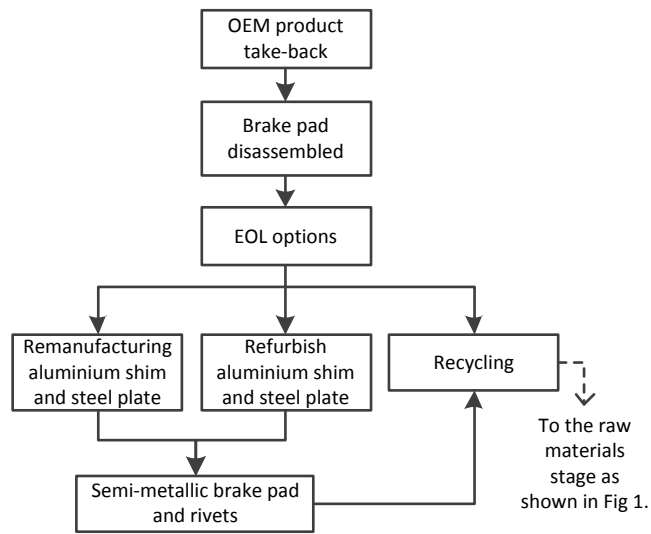 OEM product
take-back
Brake pad
disassembled
EOL options
Remanufacturing
aluminium shim
and steel plate
Refurbish
aluminium shim
and steel plate
Recycling
To the raw
materials
stage as
shown in Fig 1.
Semi-metallic brake pad
and rivets